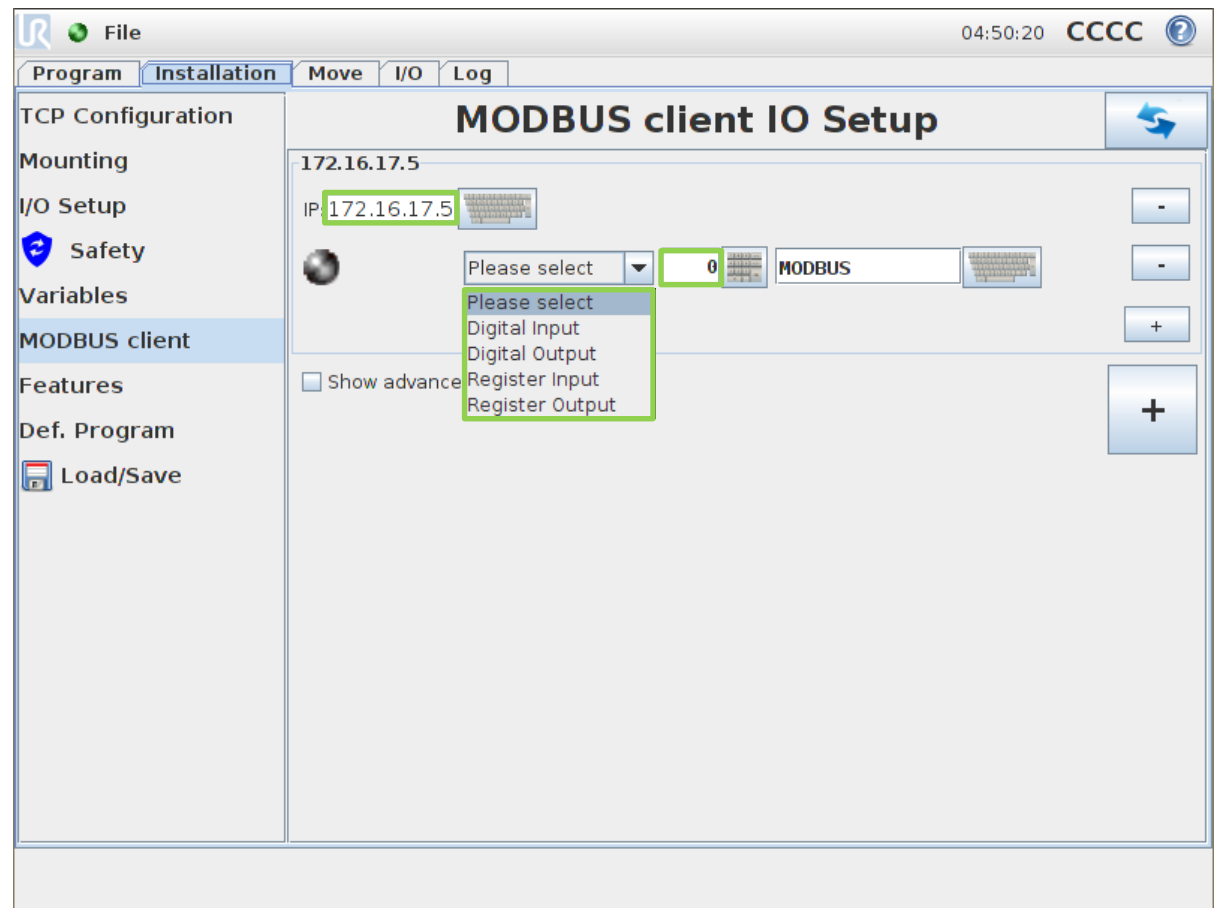 UR File 04:50:20 CCCC ?
Program Installation Move I/O Log
TCP Configuration
Mounting
I/O Setup
Safety
Variables
MODBUS client
Features
Def. Program
Load/Save
MODBUS client IO Setup
172.16.17.5
IP: 172.16.17.5 -
Please select 0 MODBUS -
Please select
Digital Input
Digital Output
Register Input
Register Output
+
Show advance
+